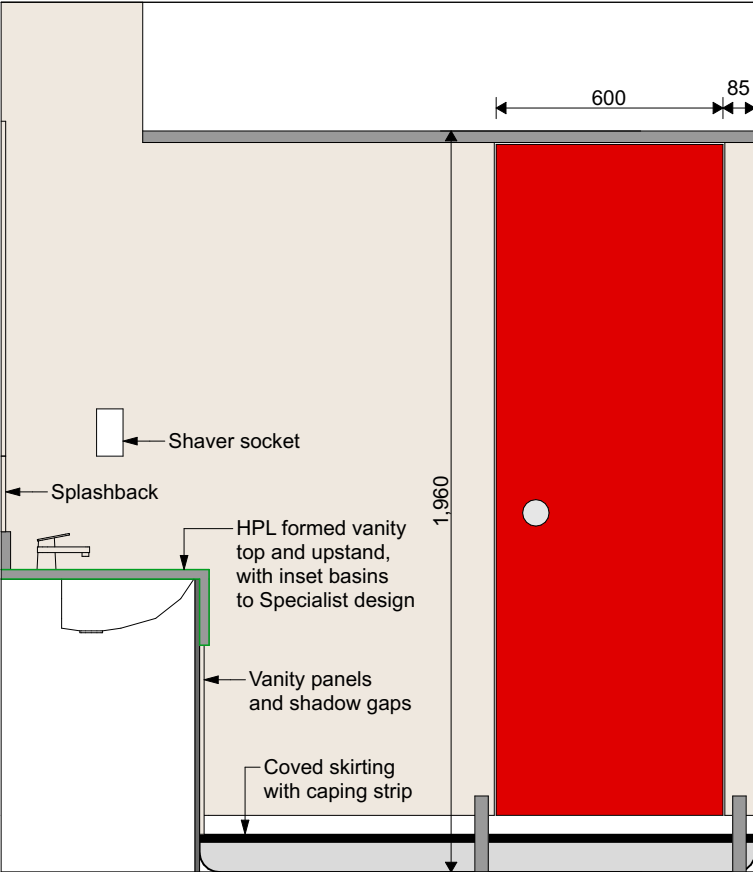 600
85
Shaver socket
Splashback
1,960
HPL formed vanity
top and upstand,
with inset basins
to Specialist design
Vanity panels
and shadow gaps
Coved skirting
with caping strip